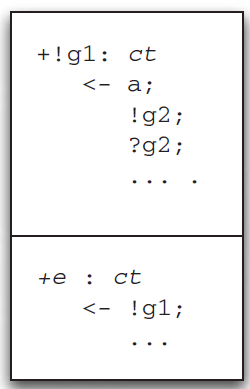 +!g1: ct
<- a;
!g2;
?g2;
... .
+e : ct
<- !g1;
...